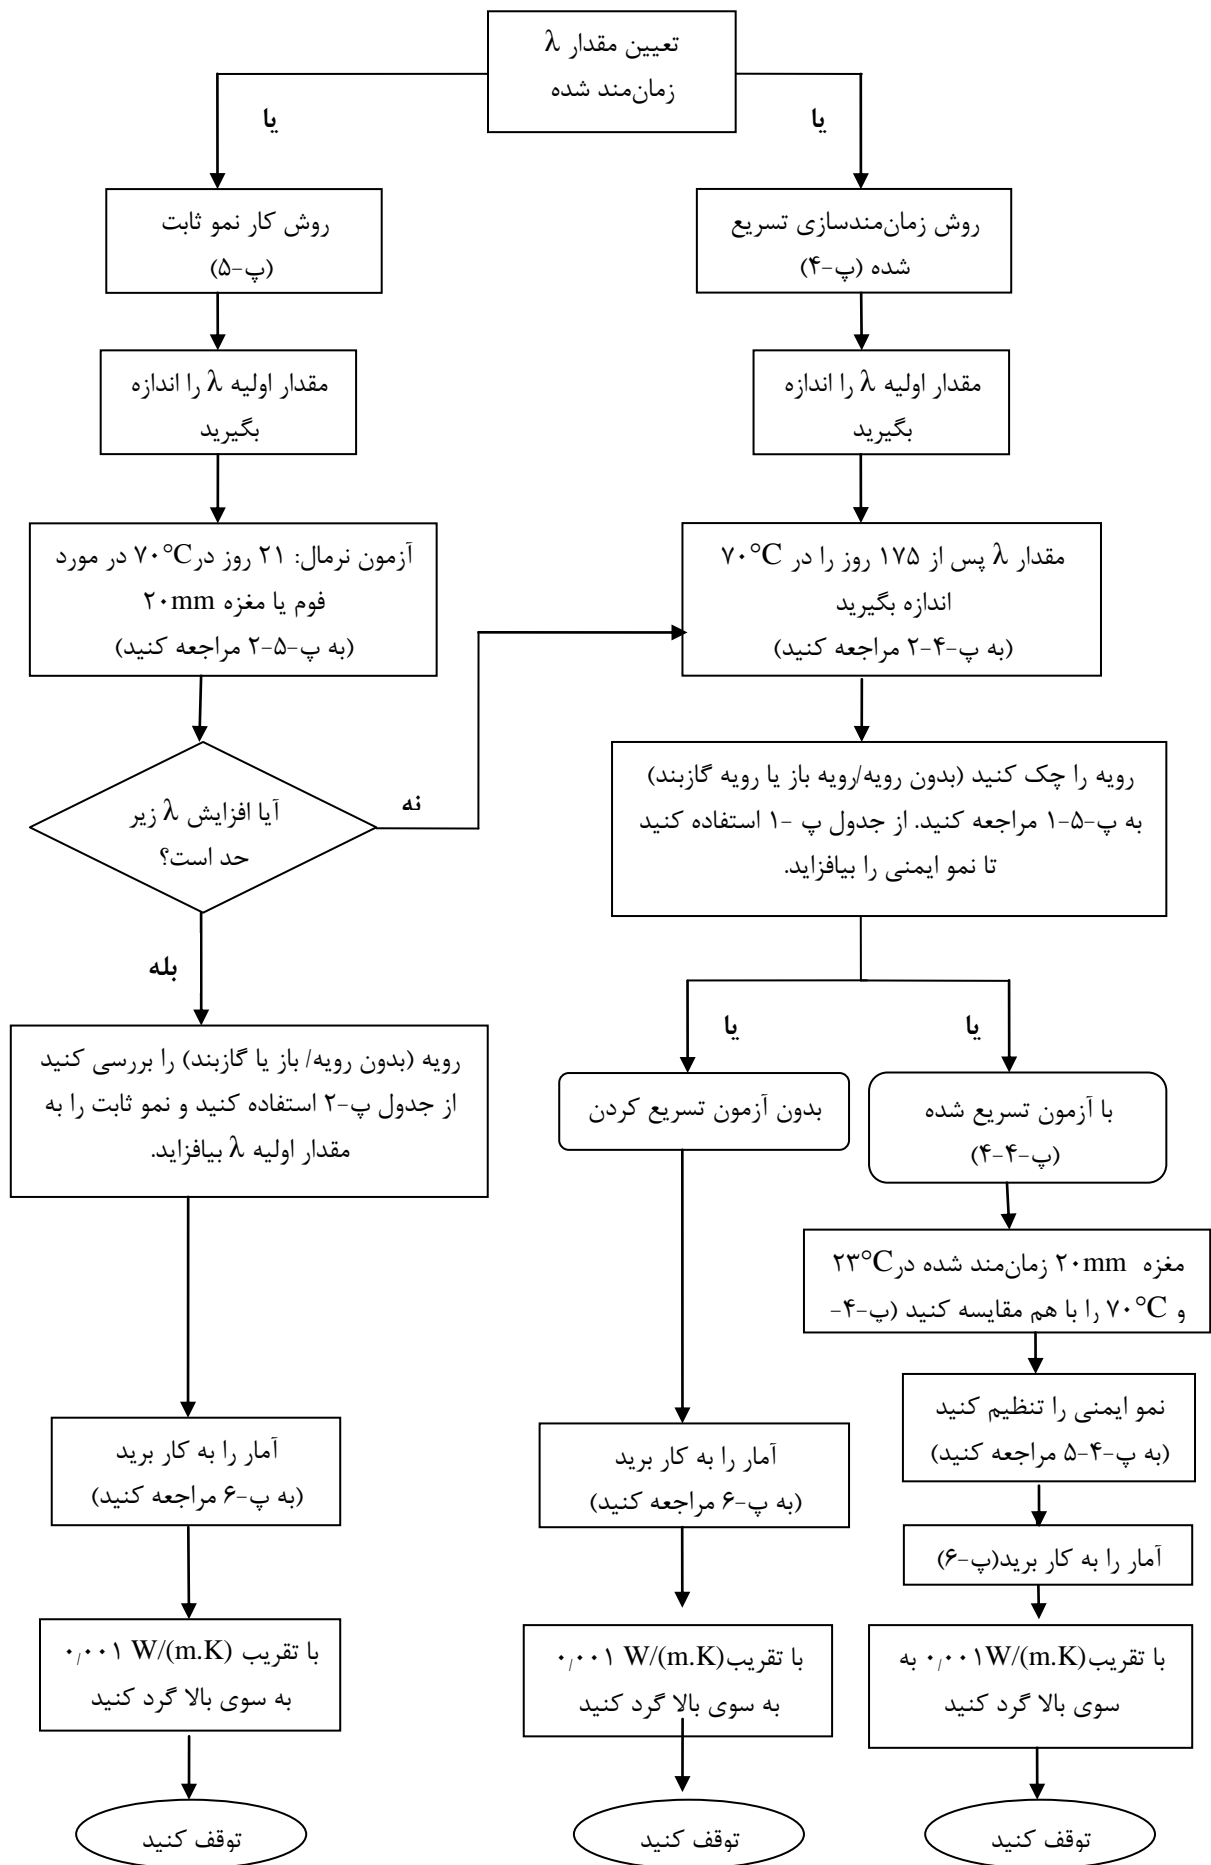 تعیین مقدار λ
زمان‌مند شده
یا
یا
روش زمان‌مندسازی تسریع
شده (پ-۴)
روش کار نمو ثابت
(پ-۵)
مقدار اولیه λ را اندازه
بگیرید
مقدار اولیه λ را اندازه
بگیرید
مقدار λ پس از ۱۷۵ روز را در ۷۰°C
اندازه بگیرید
(به پ-۴-۲ مراجعه کنید)
آزمون نرمال: ۲۱ روز در۷۰°C در مورد
فوم یا مغزه ۲۰mm
(به پ-۵-۲ مراجعه کنید)
رویه را چک کنید (بدون رویه/رویه باز یا رویه گازبند)
به پ-۵-۱ مراجعه کنید. از جدول پ -۱ استفاده کنید
تا نمو ایمنی را بیافزاید.
آیا افزایش λ زیر
حد است؟
نه
بله
یا
یا
رویه (بدون رویه/ باز یا گازبند) را بررسی کنید
از جدول پ-۲ استفاده کنید و نمو ثابت را به
مقدار اولیه λ بیافزاید.
با آزمون تسریع شده
(پ-۴-۴)
بدون آزمون تسریع کردن
مغزه ۲۰mm زمان‌مند شده در۲۳°C
و ۷۰°C را با هم مقایسه کنید (پ-۴-
نمو ایمنی را تنظیم کنید
(به پ-۴-۵ مراجعه کنید)
آمار را به کار برید(پ-۶)
آمار را به کار برید
(به پ-۶ مراجعه کنید)
آمار را به کار برید
(به پ-۶ مراجعه کنید)
با تقریب۰٫۰۰۱W/(m.K) به
سوی بالا گرد کنید
با تقریب۰٫۰۰۱ W/(m.K)
به سوی بالا گرد کنید
با تقریب ۰٫۰۰۱ W/(m.K)
به سوی بالا گرد کنید
توقف کنید
توقف کنید
توقف کنید